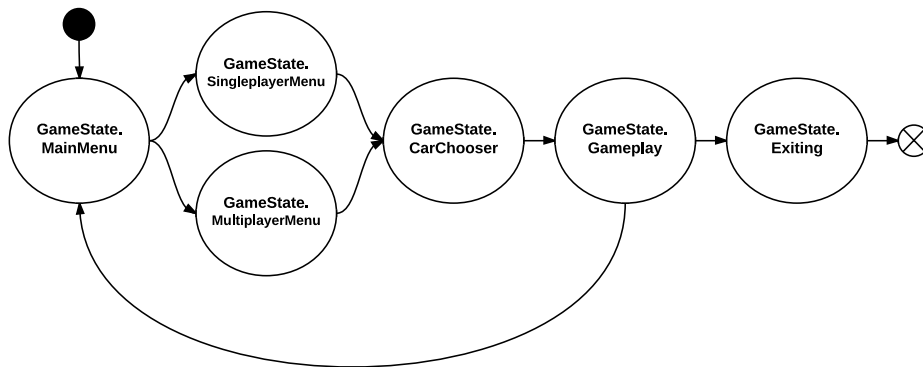 GameState.
MainMenu
GameState.
SingleplayerMenu
GameState.
MultiplayerMenu
GameState.
CarChooser
GameState.
Gameplay
GameState.
Exiting